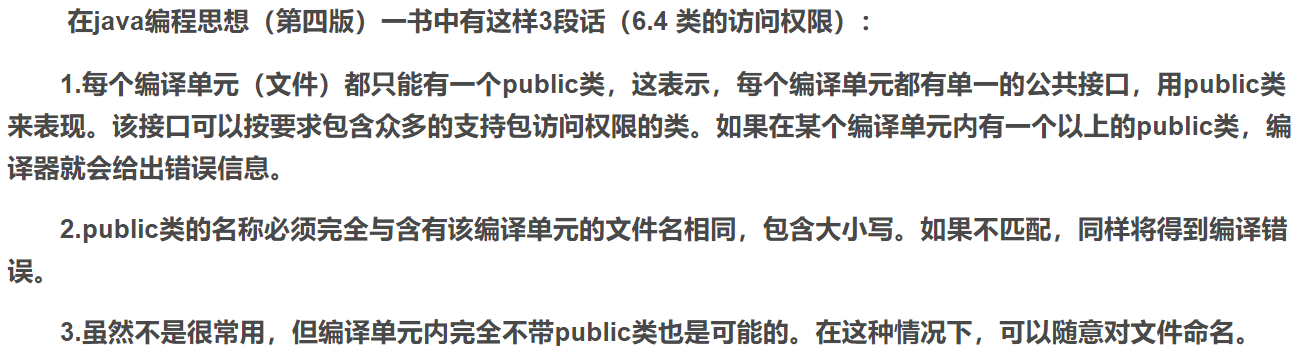 在java编程思想（第四版）一书中有这样3段话（6.4 类的访问权限）：
1.每个编译单元（文件）都只能有一个public类，这表示，每个编译单元都有单一的公共接口，用public类
来表现。该接口可以按要求包含众多的支持包访问权限的类。如果在某个编译单元内有一个以上的public类，编
译器就会给出错误信息。
2.public类的名称必须完全与含有该编译单元的文件名相同，包含大小写。如果不匹配，同样将得到编译错
误。
3.虽然不是很常用，但编译单元内完全不带public类也是可能的。在这种情况下，可以随意对文件命名。